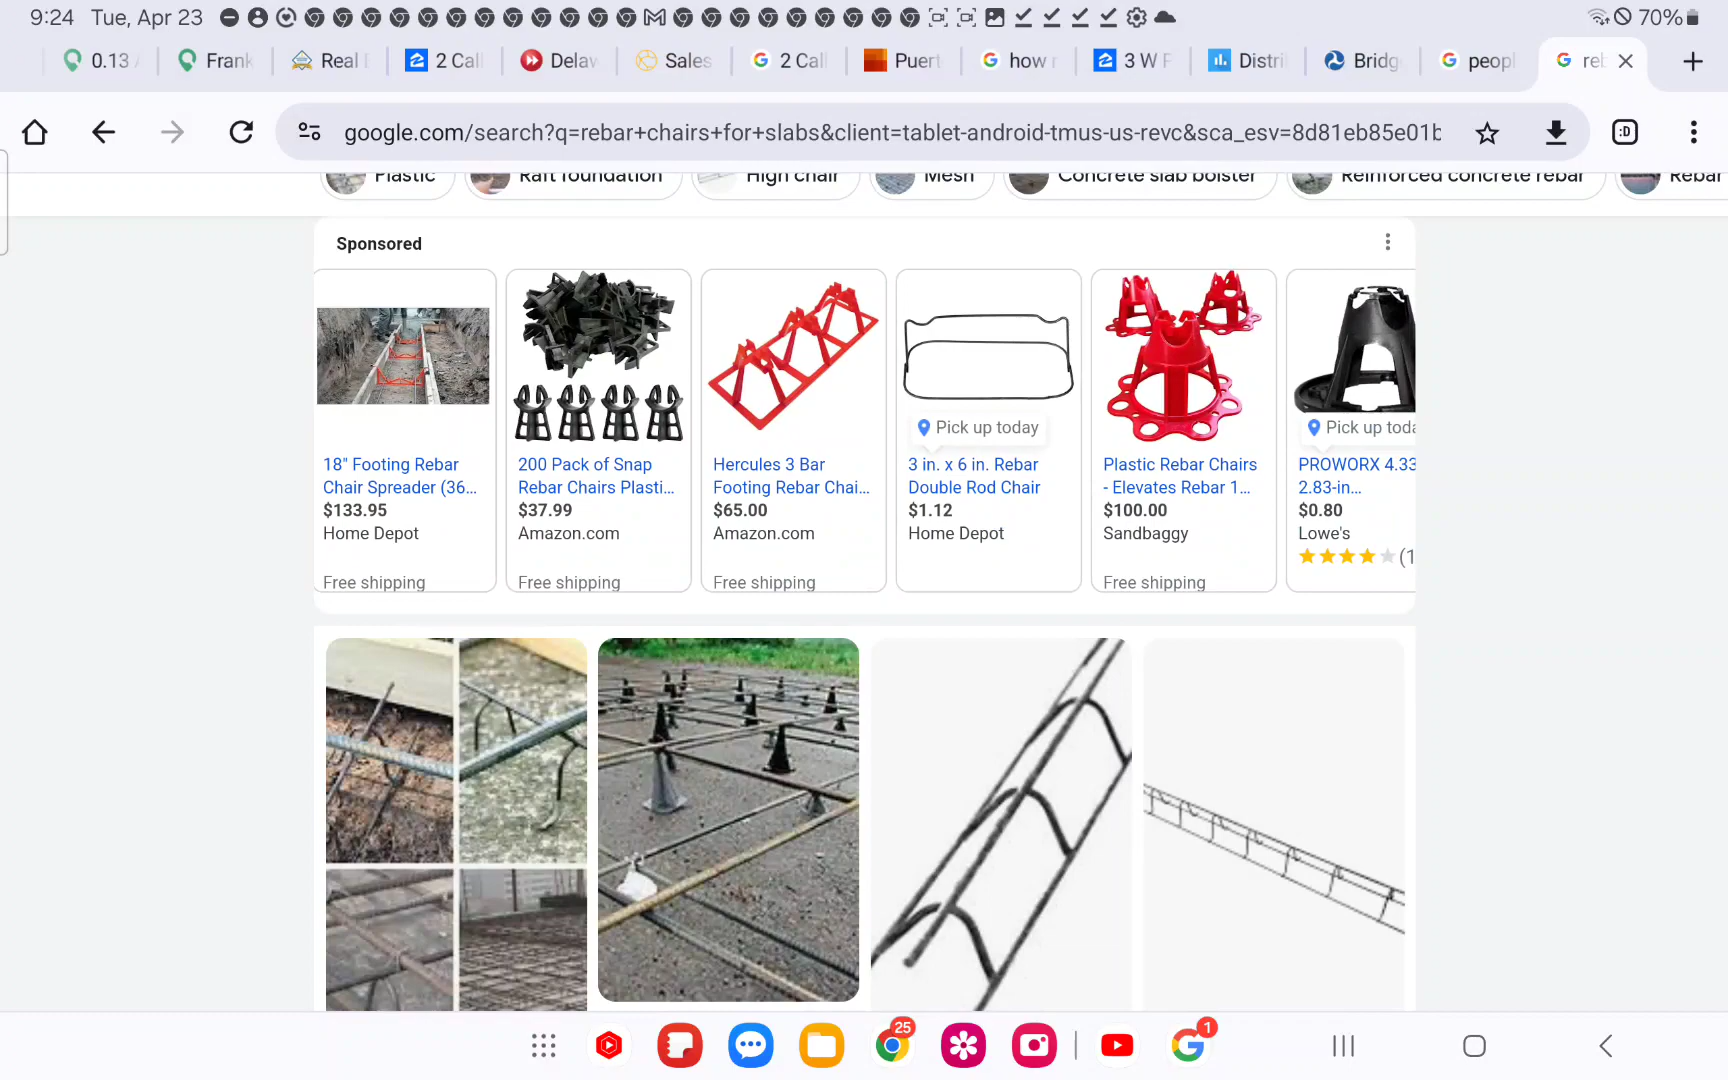 9:24 Tue, Apr 23
70%
0.13
Frank
Real
2 Call
Delaw
Sales
2 Call
Puert
how
3 W
Distri
Bridg
peopl
reb
google.com/search?q=rebar+chairs+for+slabs&client=tablet-android-tmus-us-revc&sca_esv=8d81eb85e01b
:D
Plastic
Raft foundation
High chair
Mesh
Concrete slab bolster
Reinforced concrete rebar
Rebar
Sponsored
18" Footing Rebar
Chair Spreader (36...
$133.95
Home Depot
Free shipping
200 Pack of Snap
Rebar Chairs Plasti...
$37.99
Amazon.com
Free shipping
Hercules 3 Bar
Footing Rebar Chai...
$65.00
Amazon.com
Free shipping
Pick up today
3 in. x 6 in. Rebar
Double Rod Chair
$1.12
Home Depot
Plastic Rebar Chairs
- Elevates Rebar 1...
$100.00
Sandbaggy
Free shipping
Pick up toda
PROWORX 4.33
2.83-in...
$0.80
Lowe's
(1
25
1